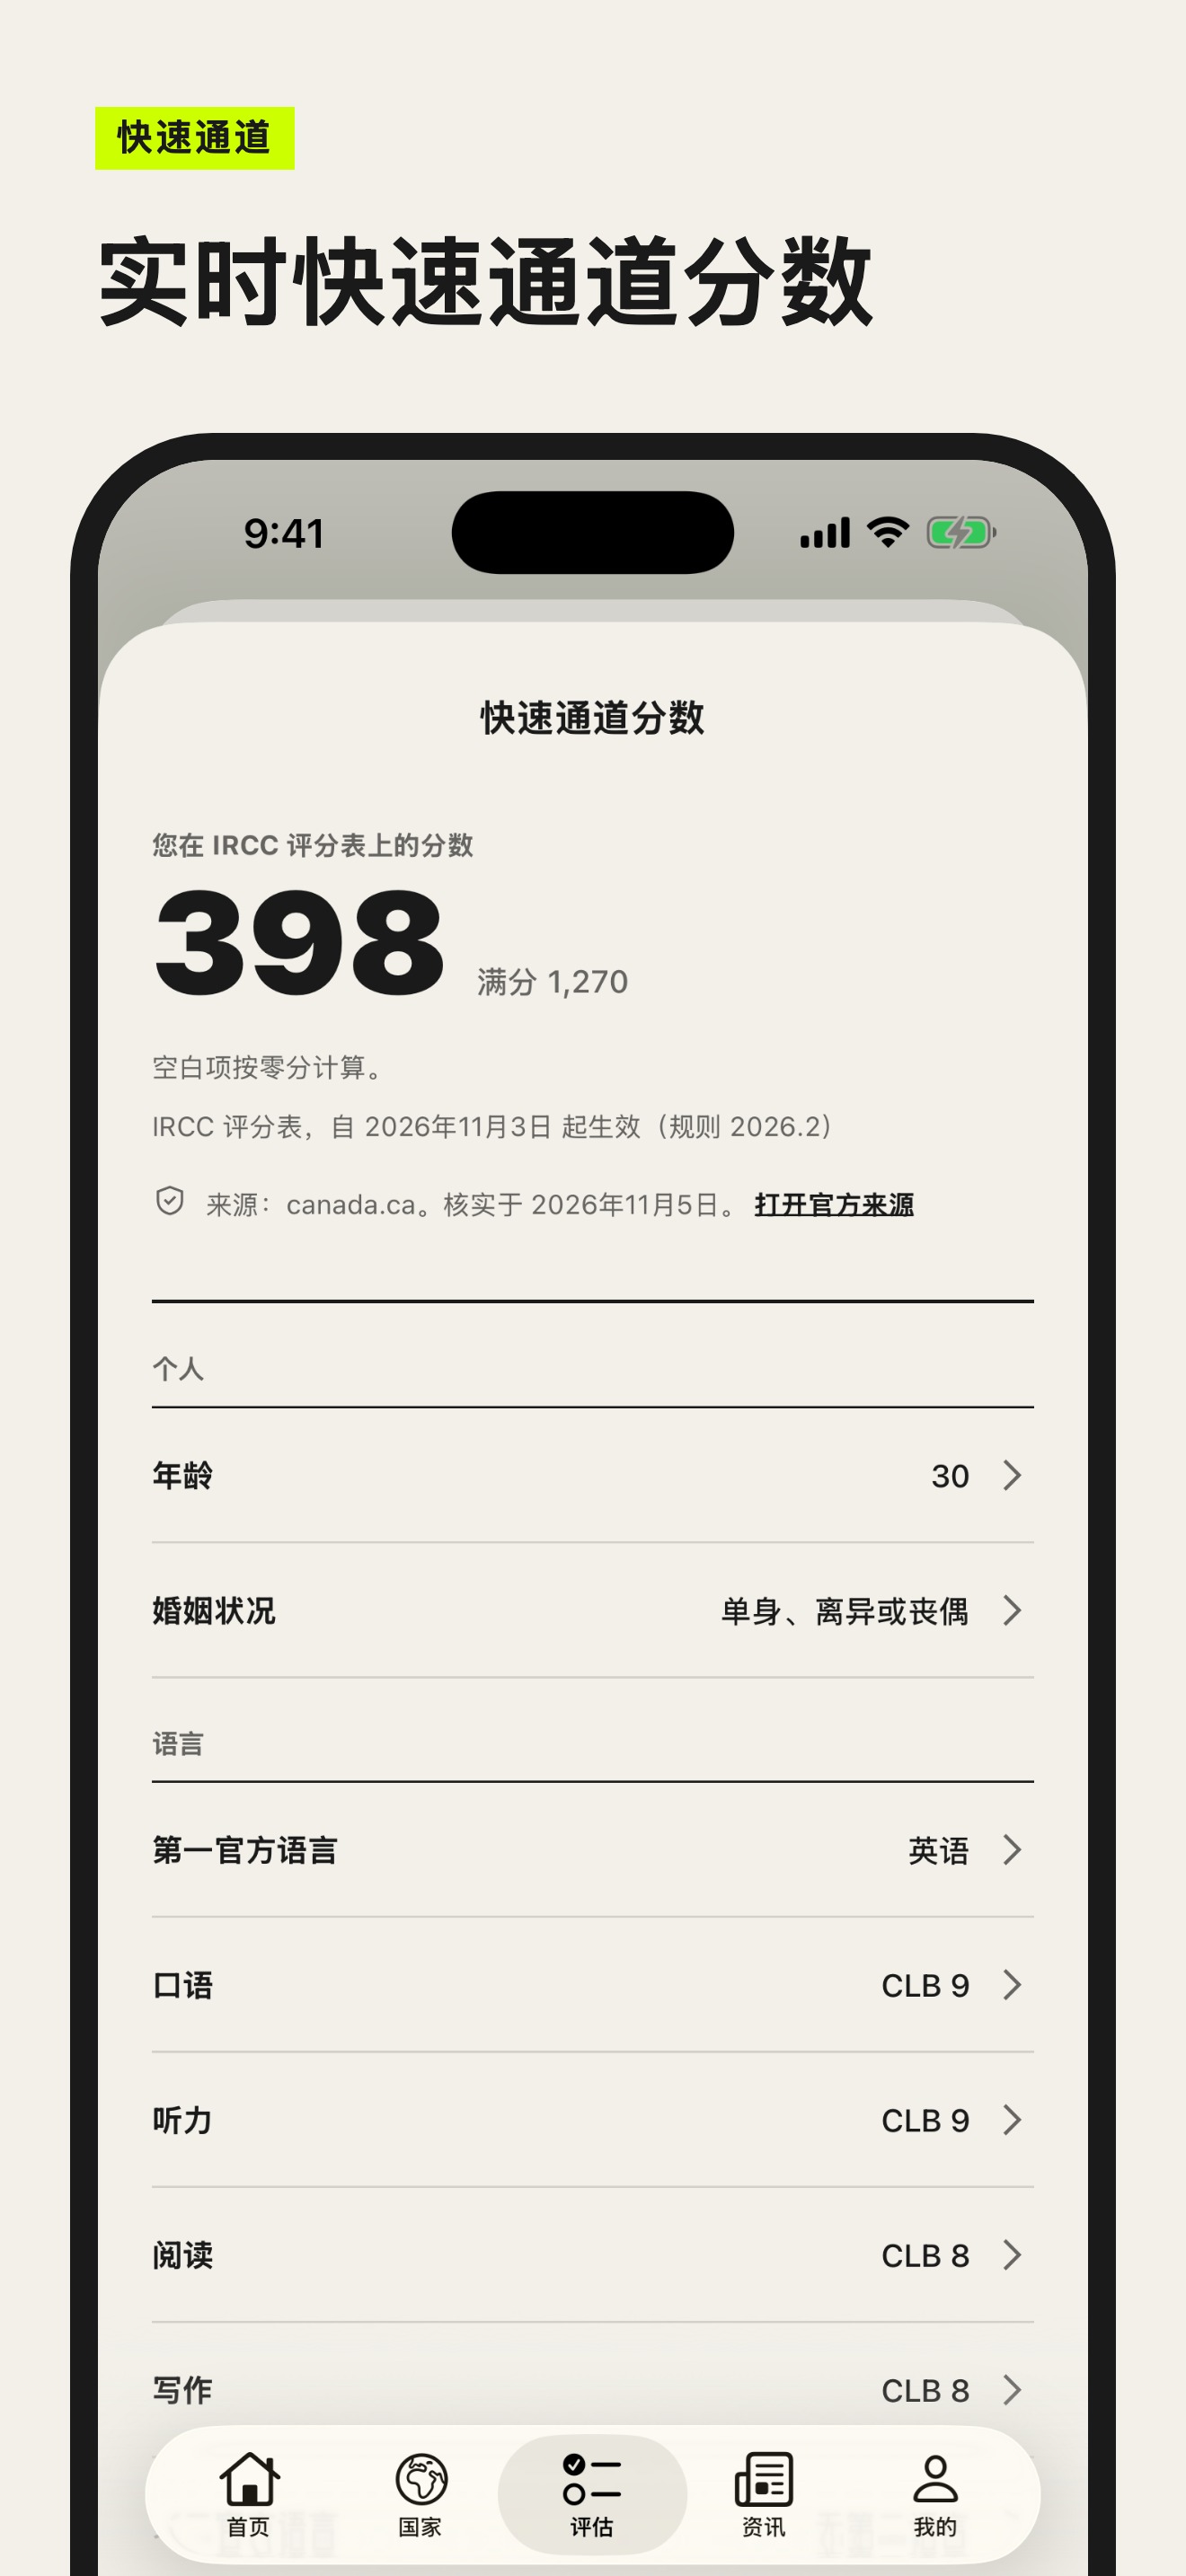 快速通道
实时快速通道分数
9:41
快速通道分数
您在 IRCC 评分表上的分数
398 满分 1,270
空白项按零分计算。
IRCC 评分表，自 2026年11月3日 起生效（规则 2026.2）
来源：canada.ca。核实于 2026年11月5日。 打开官方来源
个人
年龄 30
婚姻状况 单身、离异或丧偶
语言
第一官方语言 英语
口语 CLB 9
听力 CLB 9
阅读 CLB 8
写作 CLB 8
首页 国家 评估 资讯 我的